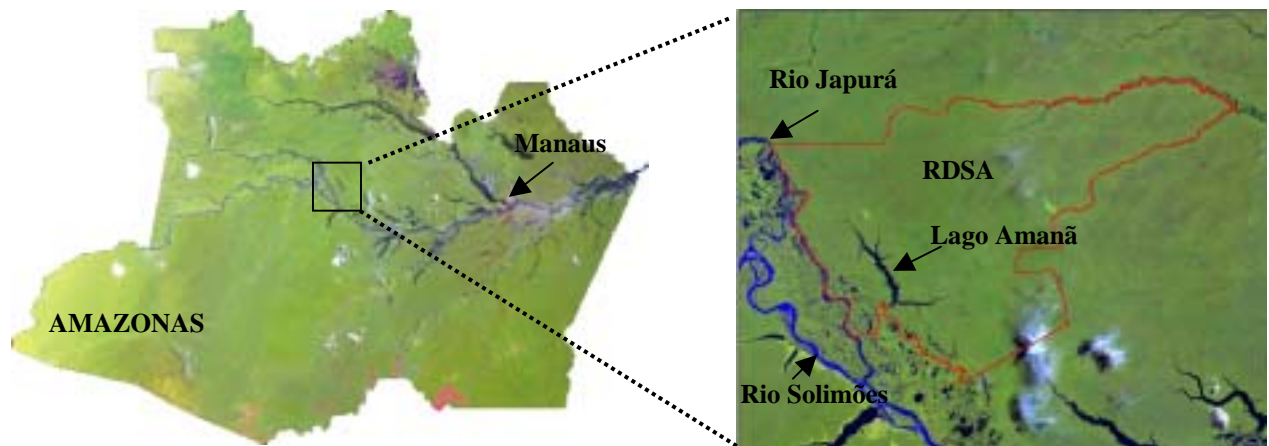 Manaus
AMAZONAS
Rio Japurá
RDSA
Lago Amanã
Rio Solimões